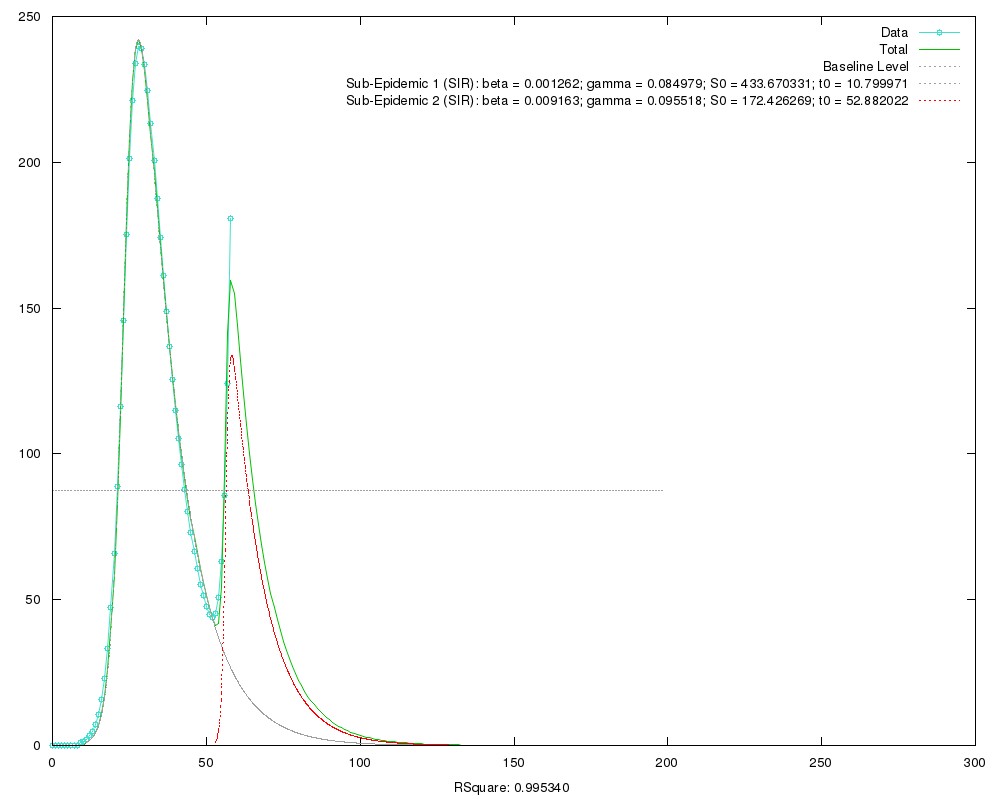 250
200
150
100
50
0
0 50 100 150 200 250 300
Data
Total
Baseline Level
Sub-Epidemic 1 (SIR): beta = 0.001262; gamma = 0.084979; S0 = 433.670331; t0 = 10.799971
Sub-Epidemic 2 (SIR): beta = 0.009163; gamma = 0.095518; S0 = 172.426269; t0 = 52.882022
RSquare: 0.995340